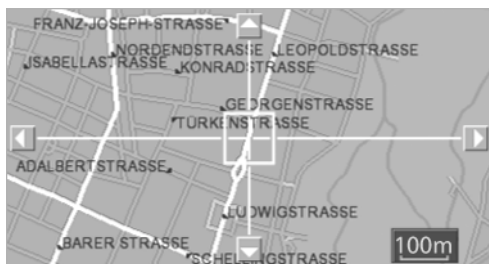 FRANZ-JOSEPH-STRASSE
NORDENDSTRASSE
LEOPOLDSTRASSE
ISABELLASTRASSE
KONRADSTRASSE
GEORGENSTRASSE
TÜRKENSTRASSE
ADALBERTSTRASSE
LUDWIGSTRASSE
BARER STRASSE
SCHELLINGSTRASSE
100m